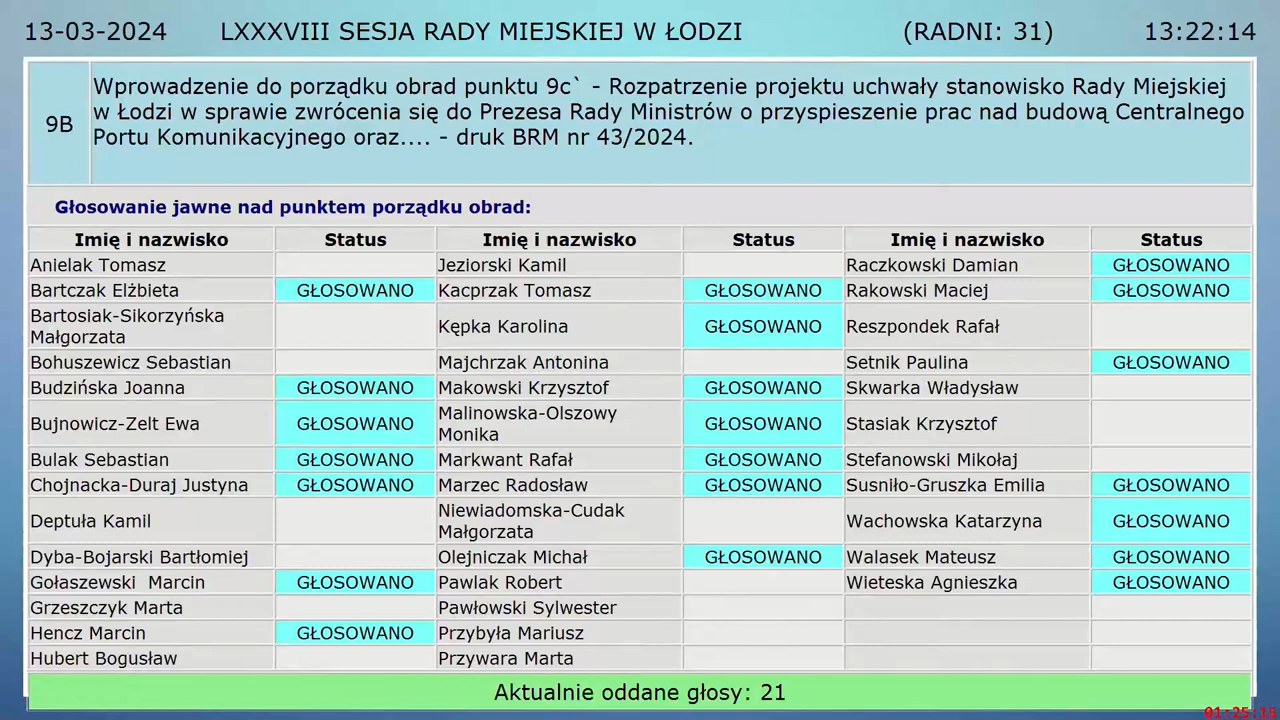 13-03-2024 LXXXVIII SESJA RADY MIEJSKIEJ W ŁODZI (RADNI: 31) 13:22:14
9B
Wprowadzenie do porządku obrad punktu 9c` - Rozpatrzenie projektu uchwały stanowisko Rady Miejskiej
w Łodzi w sprawie zwrócenia się do Prezesa Rady Ministrów o przyspieszenie prac nad budową Centralnego
Portu Komunikacyjnego oraz.... - druk BRM nr 43/2024.
Głosowanie jawne nad punktem porządku obrad:
Imię i nazwisko Status Imię i nazwisko Status Imię i nazwisko Status
Anielak Tomasz Jeziorski Kamil Raczkowski Damian GŁOSOWANO
Bartczak Elżbieta GŁOSOWANO Kacprzak Tomasz GŁOSOWANO Rakowski Maciej GŁOSOWANO
Bartosiak-Sikorzyńska
Małgorzata Kępka Karolina GŁOSOWANO Reszpondek Rafał
Bohuszewicz Sebastian Majchrzak Antonina Setnik Paulina GŁOSOWANO
Budzińska Joanna GŁOSOWANO Makowski Krzysztof GŁOSOWANO Skwarka Władysław
Bujnowicz-Zelt Ewa GŁOSOWANO Malinowska-Olszowy
Monika GŁOSOWANO Stasiak Krzysztof
Bulak Sebastian GŁOSOWANO Markwant Rafał GŁOSOWANO Stefanowski Mikołaj
Chojnacka-Duraj Justyna GŁOSOWANO Marzec Radosław GŁOSOWANO Susniło-Gruszka Emilia GŁOSOWANO
Deptuła Kamil Niewiadomska-Cudak
Małgorzata Wachowska Katarzyna GŁOSOWANO
Dyba-Bojarski Bartłomiej Olejniczak Michał GŁOSOWANO Walasek Mateusz GŁOSOWANO
Gołaszewski Marcin GŁOSOWANO Pawlak Robert Wieteska Agnieszka GŁOSOWANO
Grzeszczyk Marta Pawłowski Sylwester
Hencz Marcin GŁOSOWANO Przybyła Mariusz
Hubert Bogusław Przywara Marta
Aktualnie oddane głosy: 21
01:25:15